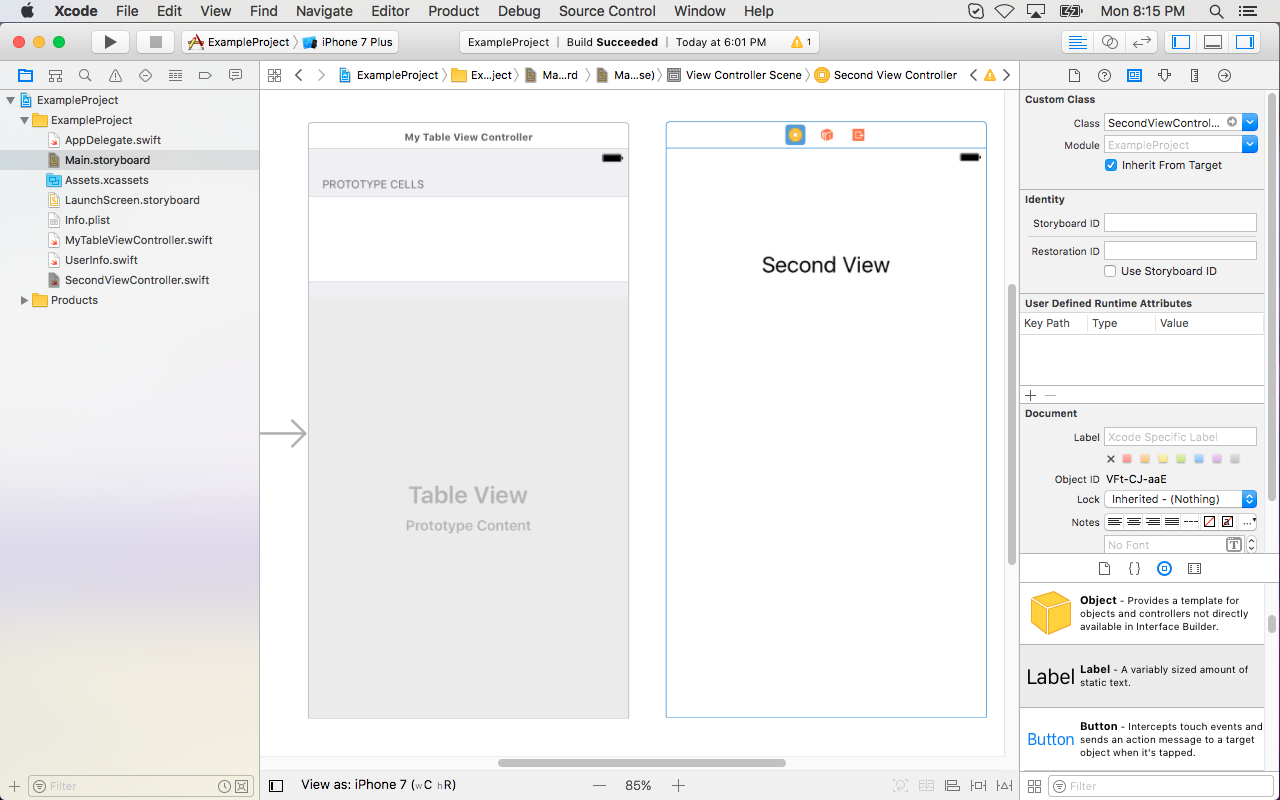 Xcode File Edit View Find Navigate Editor Product Debug Source Control Window Help Mon 8:15 PM
ExampleProject iPhone 7 Plus ExampleProject | Build Succeeded | Today at 6:01 PM 1
ExampleProject Ex...ject Ma...rd Ma...se) View Controller Scene Second View Controller
ExampleProject
ExampleProject
AppDelegate.swift
Main.storyboard
Assets.xcassets
LaunchScreen.storyboard
Info.plist
MyTableViewController.swift
UserInfo.swift
SecondViewController.swift
Products
Filter
My Table View Controller
PROTOTYPE CELLS
Table View
Prototype Content
Second View
View as: iPhone 7 (wC hR) 85%
Custom Class
Class SecondViewControl...
Module ExampleProject
Inherit From Target
Identity
Storyboard ID
Restoration ID
Use Storyboard ID
User Defined Runtime Attributes
Key Path Type Value
Document
Label Xcode Specific Label
Object ID VFt-CJ-aaE
Lock Inherited - (Nothing)
Notes
No Font
Object - Provides a template for
objects and controllers not directly
available in Interface Builder.
Label
Label - A variably sized amount of
static text.
Button
Button - Intercepts touch events and
sends an action message to a target
object when it's tapped.
Filter